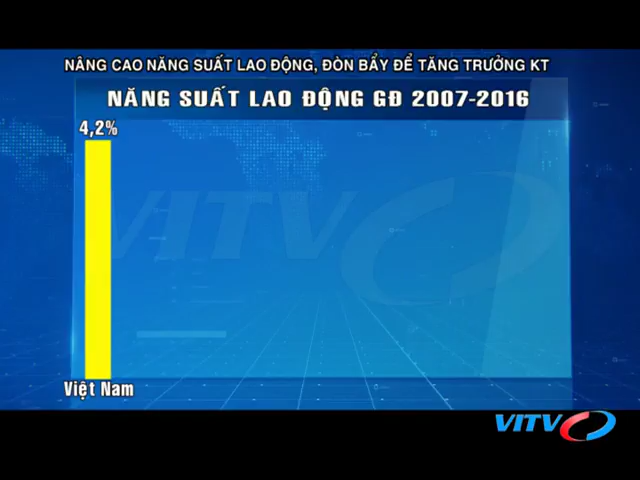 NÂNG CAO NĂNG SUẤT LAO ĐỘNG, ĐÒN BẨY ĐỂ TĂNG TRƯỞNG KT
NĂNG SUẤT LAO ĐỘNG GĐ 2007-2016
4,2%
VITV
Việt Nam
VITV